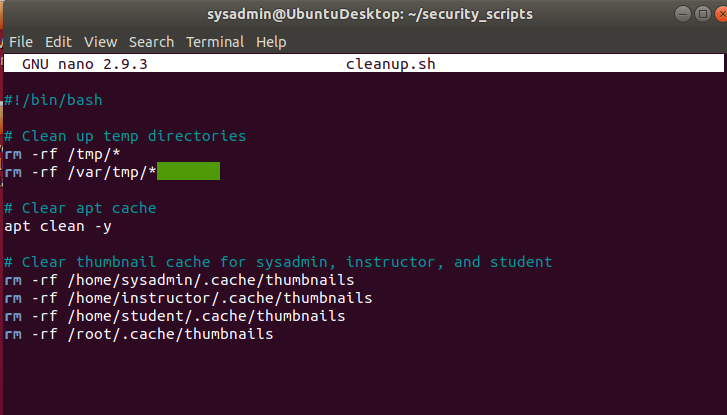 sysadmin@UbuntuDesktop: ~/security_scripts
File Edit View Search Terminal Help
GNU nano 2.9.3 cleanup.sh
#!/bin/bash
# Clean up temp directories
rm -rf /tmp/*
rm -rf /var/tmp/*
# Clear apt cache
apt clean -y
# Clear thumbnail cache for sysadmin, instructor, and student
rm -rf /home/sysadmin/.cache/thumbnails
rm -rf /home/instructor/.cache/thumbnails
rm -rf /home/student/.cache/thumbnails
rm -rf /root/.cache/thumbnails